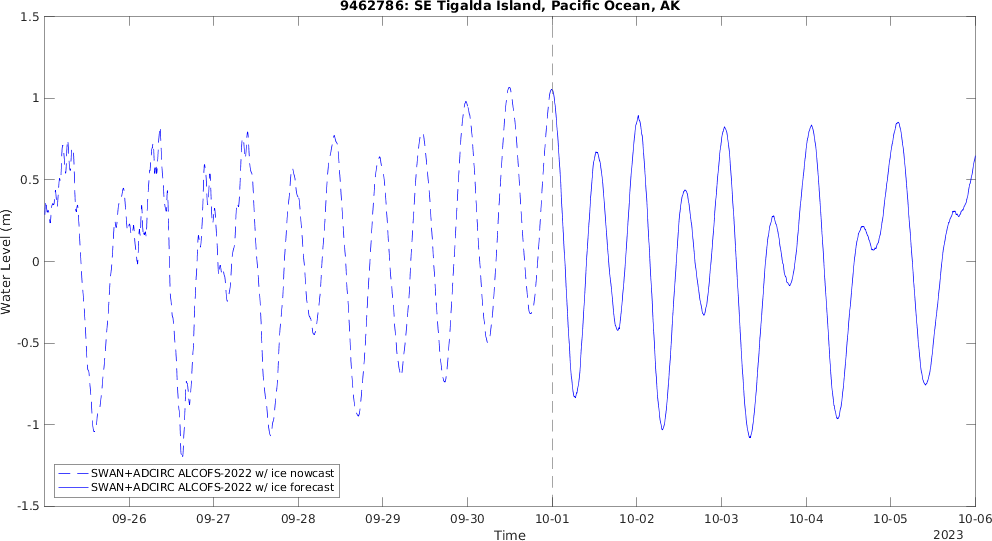 9462786: SE Tigalda Island, Pacific Ocean, AK
1.5
1
0.5
0
-0.5
-1
-1.5
Water Level (m)
SWAN+ADCIRC ALCOFS-2022 w/ ice nowcast
SWAN+ADCIRC ALCOFS-2022 w/ ice forecast
09-26 09-27 09-28 09-29 09-30 10-01 10-02 10-03 10-04 10-05 10-06
Time
2023